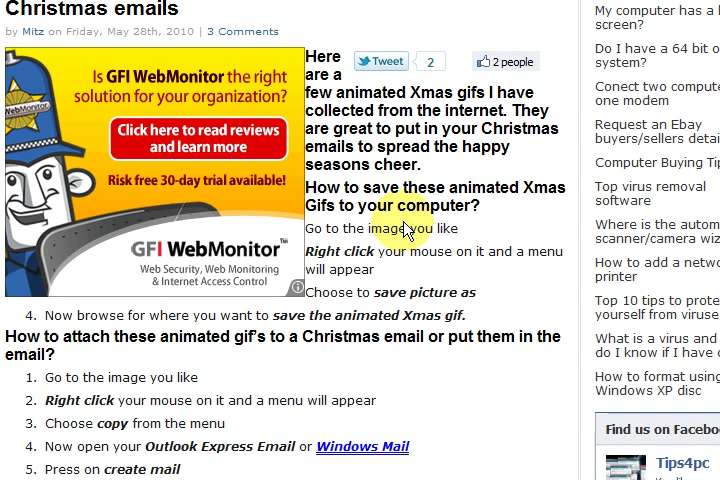 Christmas emails
by Mitz on Friday, May 28th, 2010 | 3 Comments
Is GFI WebMonitor the right
solution for your organization?
Click here to read reviews
and learn more
Risk free 30-day trial available!
WebMonitor
GFI WebMonitor™
Web Security, Web Monitoring
& Internet Access Control
Tweet 2
2 people
Here
are a
few animated Xmas gifs I have
collected from the internet. They
are great to put in your Christmas
emails to spread the happy
seasons cheer.
How to save these animated Xmas
Gifs to your computer?
Go to the image you like
Right click your mouse on it and a menu
will appear
Choose to save picture as
4. Now browse for where you want to save the animated Xmas gif.
How to attach these animated gif's to a Christmas email or put them in the
email?
1. Go to the image you like
2. Right click your mouse on it and a menu will appear
3. Choose copy from the menu
4. Now open your Outlook Express Email or Windows Mail
5. Press on create mail
My computer has a
screen?
Do I have a 64 bit
system?
Conect two
one modem
Request an Ebay
buyers/sellers
Computer Buying
Top virus removal
software
Where is the
scanner/camera
How to add a
printer
Top 10 tips to
yourself from
What is a virus and
do I know if I have
How to format
Windows XP disc
Find us on
Tips4pc